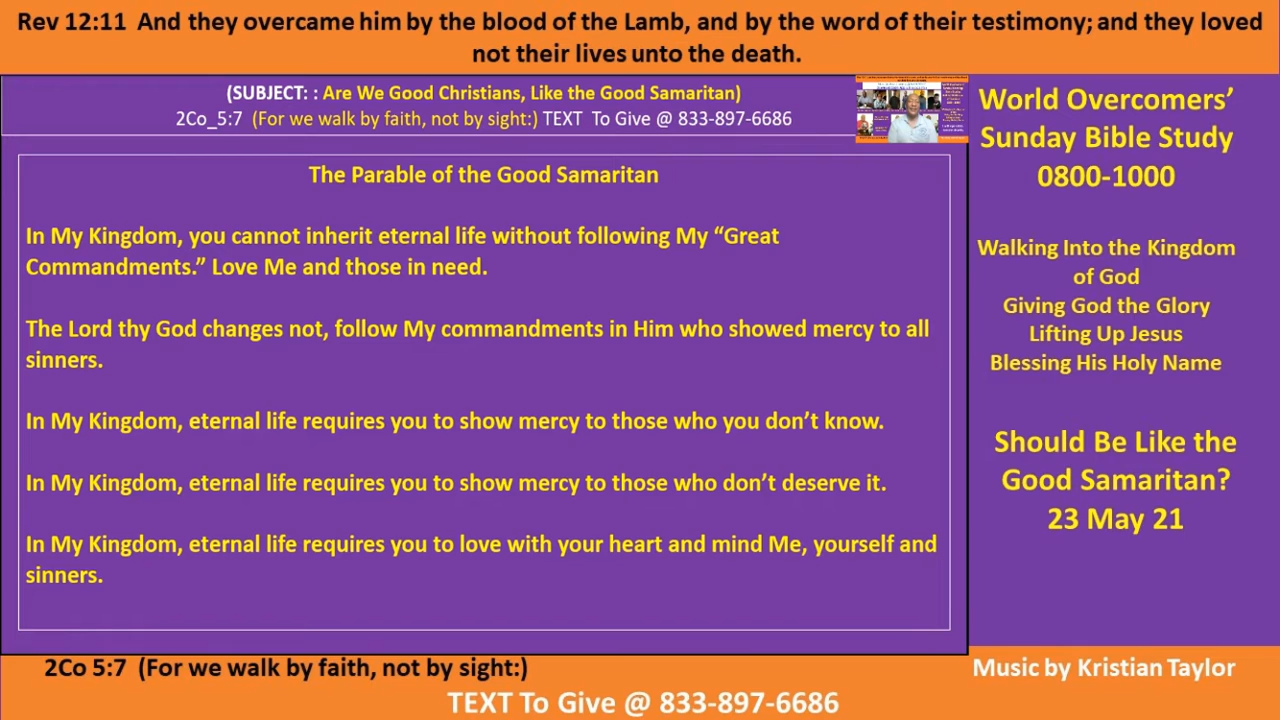 Rev 12:11  And they overcame him by the blood of the Lamb, and by the word of their testimony; and they loved
not their lives unto the death.
(SUBJECT: : Are We Good Christians, Like the Good Samaritan)
2Co_5:7  (For we walk by faith, not by sight:) TEXT  To Give @ 833-897-6686
The Parable of the Good Samaritan
In My Kingdom, you cannot inherit eternal life without following My “Great
Commandments.” Love Me and those in need.
The Lord thy God changes not, follow My commandments in Him who showed mercy to all
sinners.
In My Kingdom, eternal life requires you to show mercy to those who you don’t know.
In My Kingdom, eternal life requires you to show mercy to those who don’t deserve it.
In My Kingdom, eternal life requires you to love with your heart and mind Me, yourself and
sinners.
World Overcomers’
Sunday Bible Study
0800-1000
Walking Into the Kingdom
of God
Giving God the Glory
Lifting Up Jesus
Blessing His Holy Name
Should Be Like the
Good Samaritan?
23 May 21
2Co 5:7  (For we walk by faith, not by sight:)
Music by Kristian Taylor
TEXT To Give @ 833-897-6686